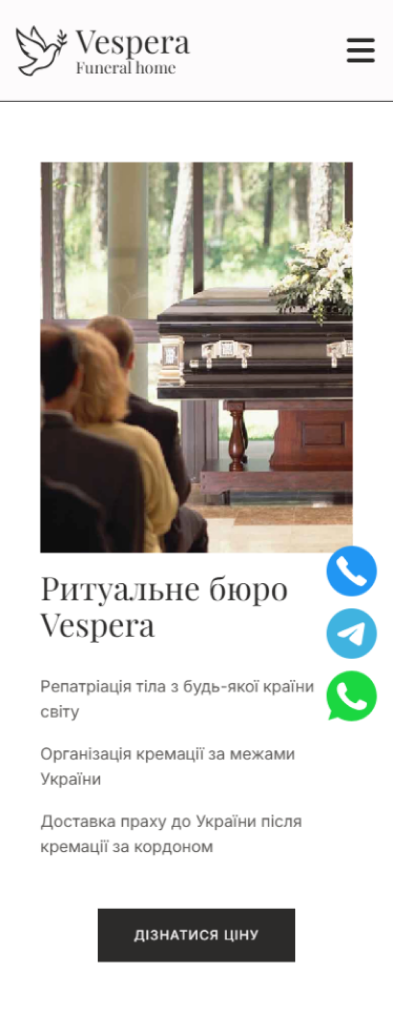 Vespera
Funeral home
Ритуальне бюро
Vespera
Репатріація тіла з будь-якої країни
світу
Організація кремації за межами
України
Доставка праху до України після
кремації за кордоном
ДІЗНАТИСЯ ЦІНУ